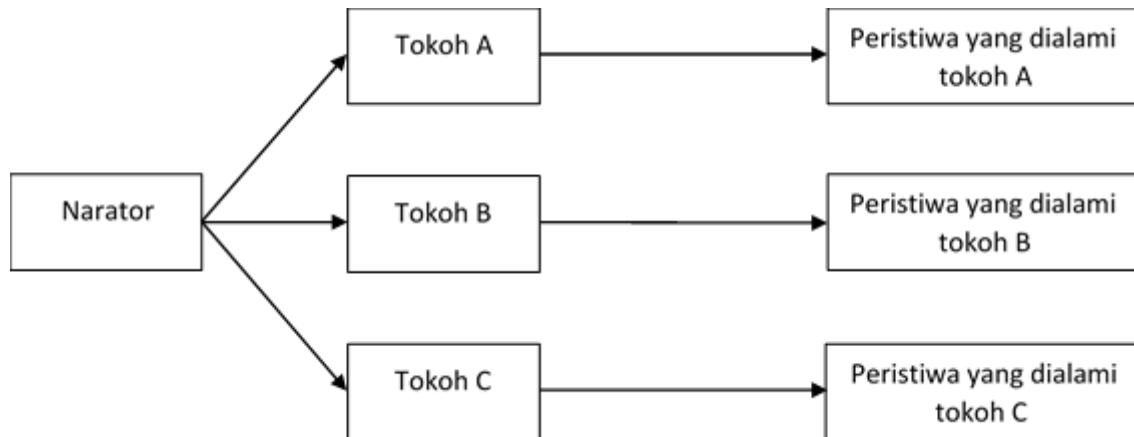 Tokoh A
Peristiwa yang dialami
tokoh A
Narator
Tokoh B
Peristiwa yang dialami
tokoh B
Tokoh C
Peristiwa yang dialami
tokoh C